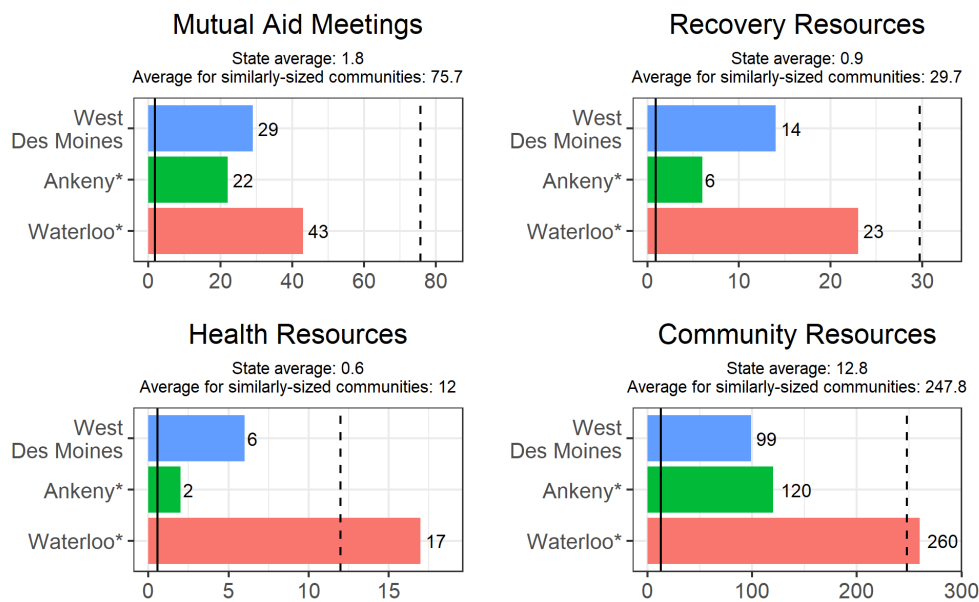 Mutual Aid Meetings
State average: 1.8
Average for similarly-sized communities: 75.7
West
Des Moines
29
Ankeny*
22
Waterloo*
43
0 20 40 60 80
Recovery Resources
State average: 0.9
Average for similarly-sized communities: 29.7
West
Des Moines
14
Ankeny*
6
Waterloo*
23
0 10 20 30
Health Resources
State average: 0.6
Average for similarly-sized communities: 12
West
Des Moines
6
Ankeny*
2
Waterloo*
17
0 5 10 15
Community Resources
State average: 12.8
Average for similarly-sized communities: 247.8
West
Des Moines
99
Ankeny*
120
Waterloo*
260
0 100 200 300